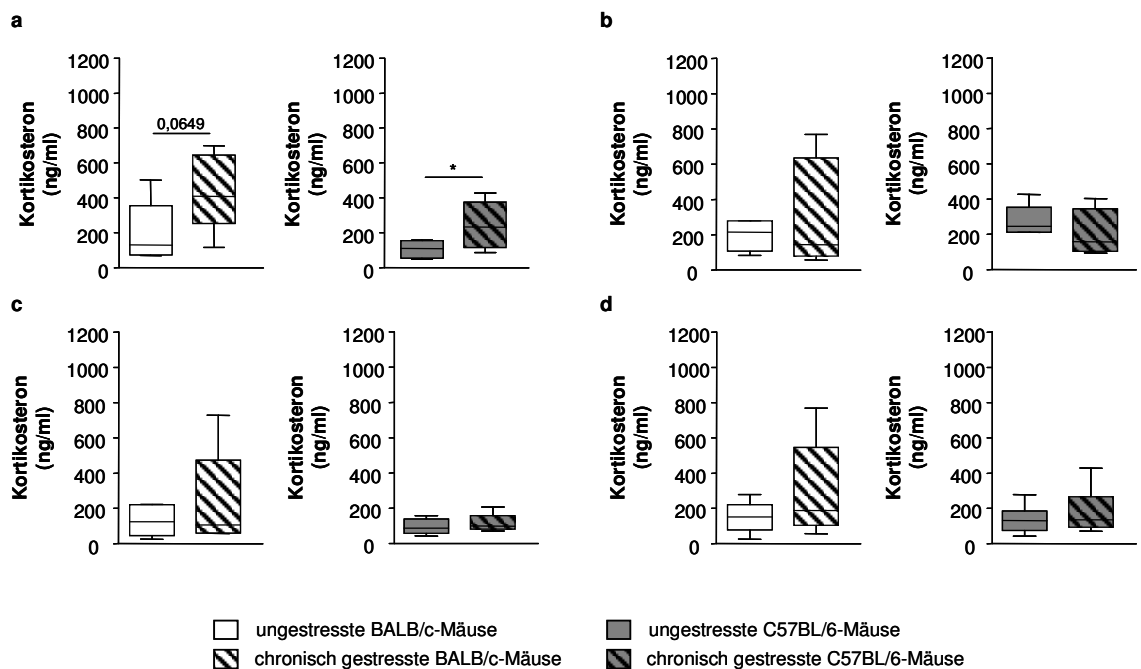 a
b
Kortikosteron
(ng/ml)
1200
1000
800
600
400
200
0
0,0649
Kortikosteron
(ng/ml)
1200
1000
800
600
400
200
0
*
Kortikosteron
(ng/ml)
1200
1000
800
600
400
200
0
Kortikosteron
(ng/ml)
1200
1000
800
600
400
200
0
c
d
Kortikosteron
(ng/ml)
1200
1000
800
600
400
200
0
Kortikosteron
(ng/ml)
1200
1000
800
600
400
200
0
Kortikosteron
(ng/ml)
1200
1000
800
600
400
200
0
Kortikosteron
(ng/ml)
1200
1000
800
600
400
200
0
ungestresste BALB/c-Mäuse
ungestresste C57BL/6-Mäuse
chronisch gestresste BALB/c-Mäuse
chronisch gestresste C57BL/6-Mäuse